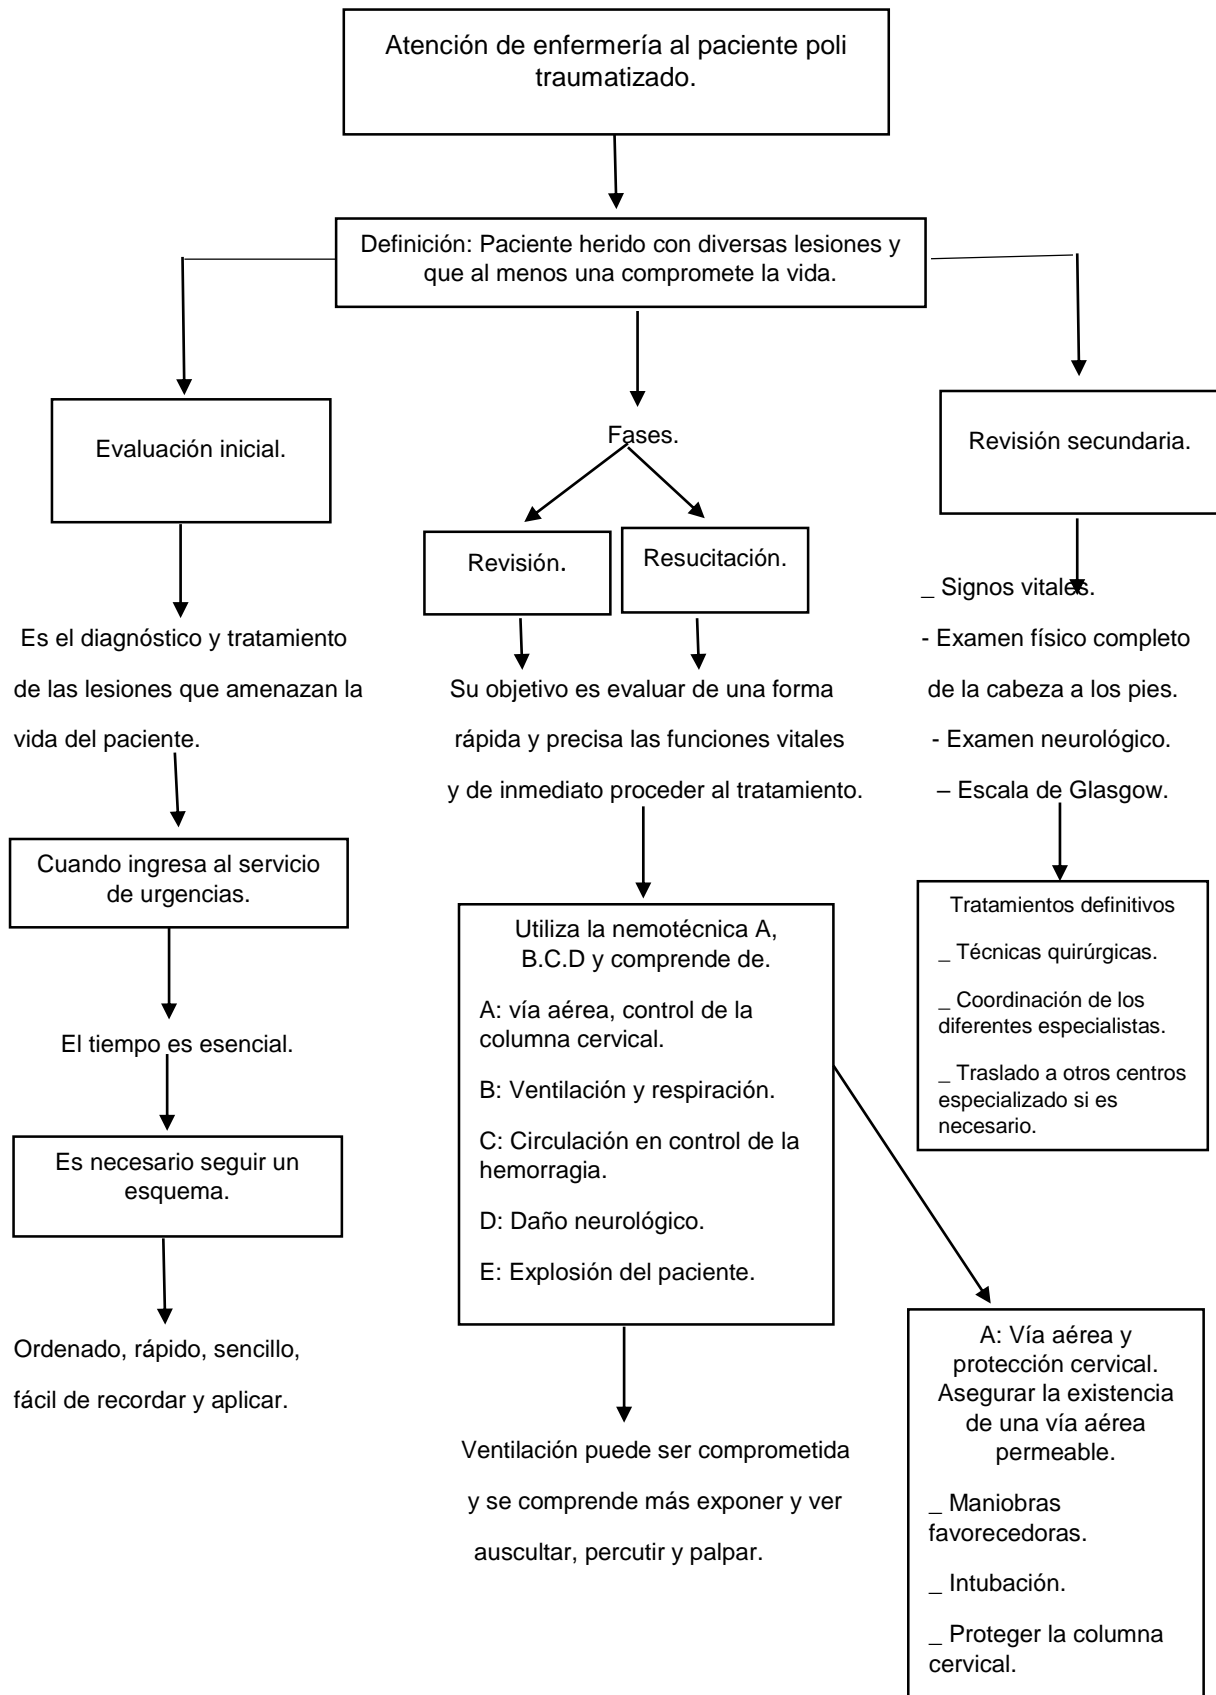 Atención de enfermería al paciente poli
traumatizado.
Definición: Paciente herido con diversas lesiones y
que al menos una compromete la vida.
Evaluación inicial.
Es el diagnóstico y tratamiento
de las lesiones que amenazan la
vida del paciente.
Cuando ingresa al servicio
de urgencias.
El tiempo es esencial.
Es necesario seguir un
esquema.
Ordenado, rápido, sencillo,
fácil de recordar y aplicar.
Fases.
Revisión.
Resucitación.
Su objetivo es evaluar de una forma
rápida y precisa las funciones vitales
y de inmediato proceder al tratamiento.
Utiliza la nemotécnica A,
B.C.D y comprende de.
A: vía aérea, control de la
columna cervical.
B: Ventilación y respiración.
C: Circulación en control de la
hemorragia.
D: Daño neurológico.
E: Explosión del paciente.
Ventilación puede ser comprometida
y se comprende más exponer y ver
auscultar, percutir y palpar.
Revisión secundaria.
_ Signos vitales.
- Examen físico completo
de la cabeza a los pies.
- Examen neurológico.
– Escala de Glasgow.
Tratamientos definitivos
_ Técnicas quirúrgicas.
_ Coordinación de los
diferentes especialistas.
_ Traslado a otros centros
especializado si es
necesario.
A: Vía aérea y
protección cervical.
Asegurar la existencia
de una vía aérea
permeable.
_ Maniobras
favorecedoras.
_ Intubación.
_ Proteger la columna
cervical.